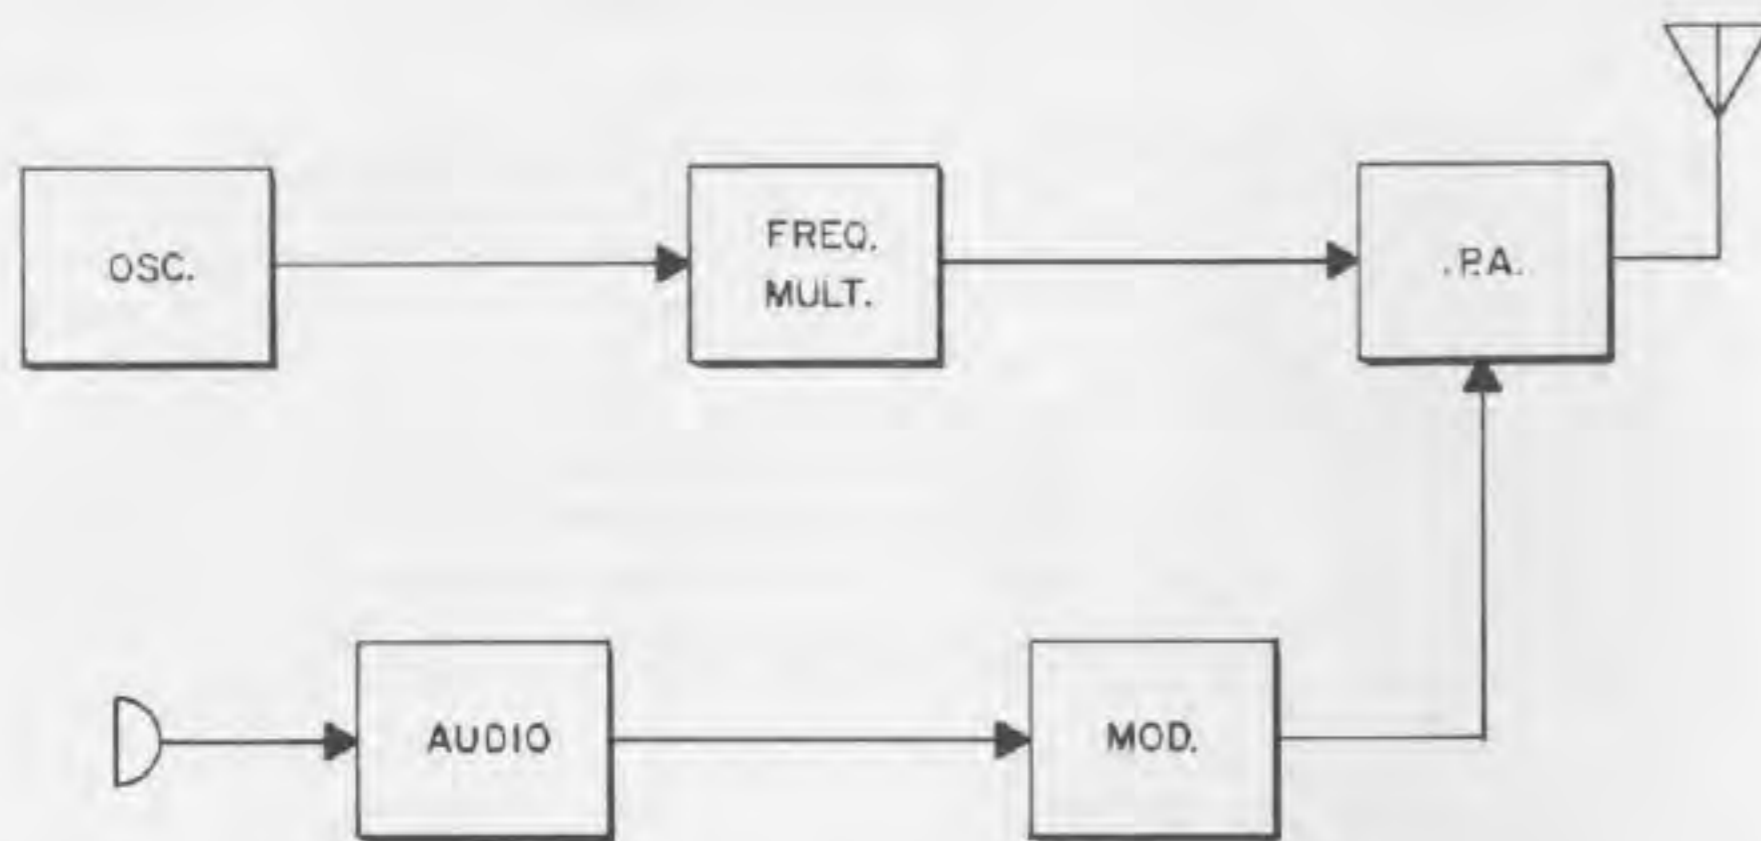 OSC.
FREQ.
MULT.
.P.A.
AUDIO
MOD.